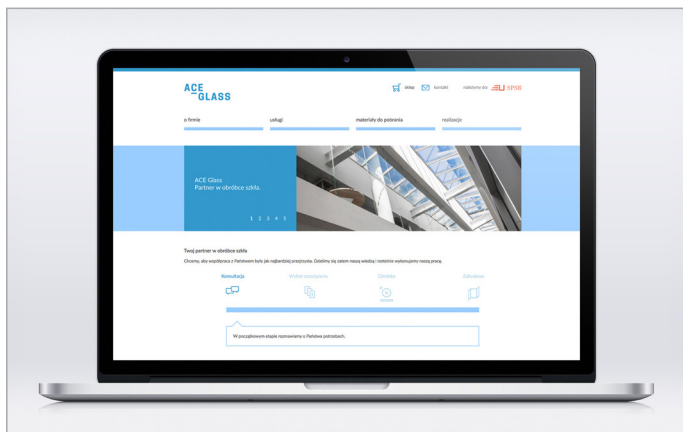 ACE
GLASS
sklep
kontakt
należymy do: SPSB
o firmie
usługi
materiały do pobrania
realizacje
ACE Glass
Partner w obróbce szkła.
1 2 3 4 5
Twój partner w obróbce szkła
Chcemy, aby współpraca z Państwem była jak najbardziej przejrzysta. Dzielimy się zatem naszą wiedzą i rzetelnie wykonujemy naszą pracę.
Konsultacja
Wybór rozwiązania
Obróbka
Zabudowa
W początkowym etapie rozmawiamy o Państwa potrzebach.